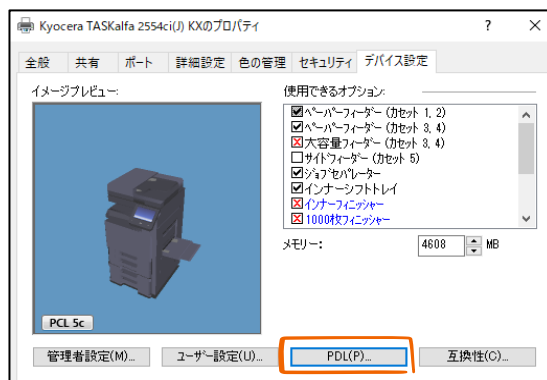 Kyocera TASKalfa 2554ci(J) KXのプロパティ
? ×
全般 共有 ポート 詳細設定 色の管理 セキュリティ デバイス設定
イメージプレビュー:
使用できるオプション:
ペーパーフィーダー (カセット 1, 2)
ペーパーフィーダー (カセット 3, 4)
大容量フィーダー (カセット 3, 4)
サイドフィーダー (カセット 5)
ジョブセパレーター
インナーシフトトレイ
インナーフィニッシャー
1000枚フィニッシャー
メモリー: 4608 MB
PCL 5c
管理者設定(M)... ユーザー設定(U)... PDL(P)... 互換性(C)...